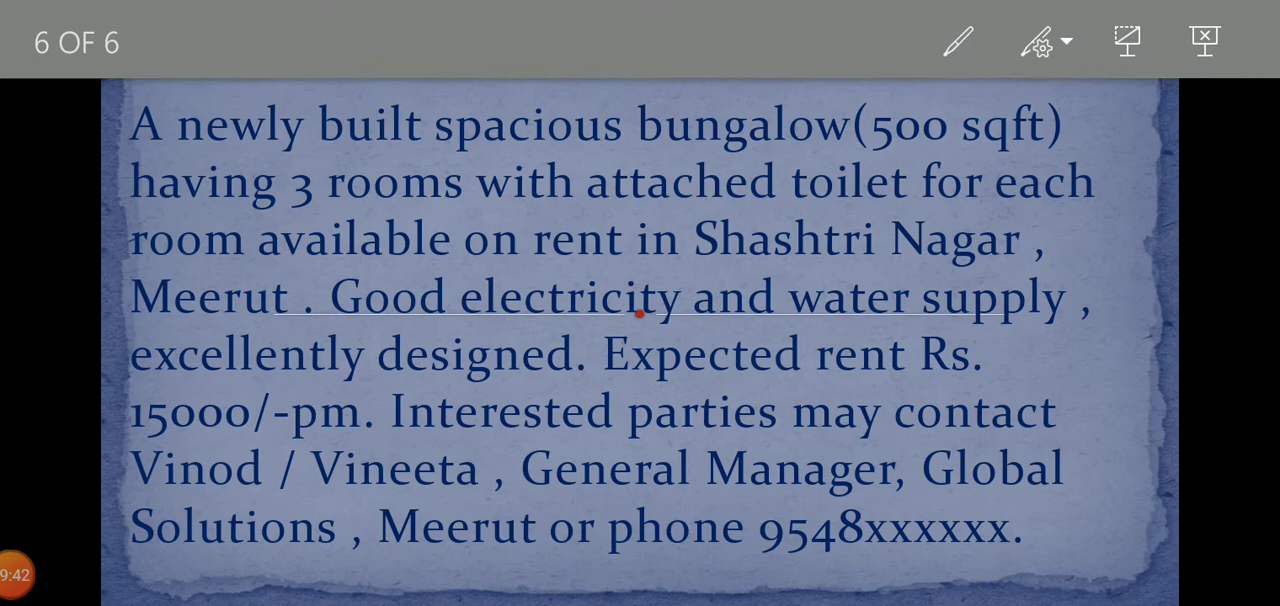 6 OF 6
A newly built spacious bungalow(500 sqft)
having 3 rooms with attached toilet for each
room available on rent in Shashtri Nagar ,
Meerut . Good electricity and water supply ,
excellently designed. Expected rent Rs.
15000/-pm. Interested parties may contact
Vinod / Vineeta , General Manager, Global
Solutions , Meerut or phone 9548xxxxxx.
9:42